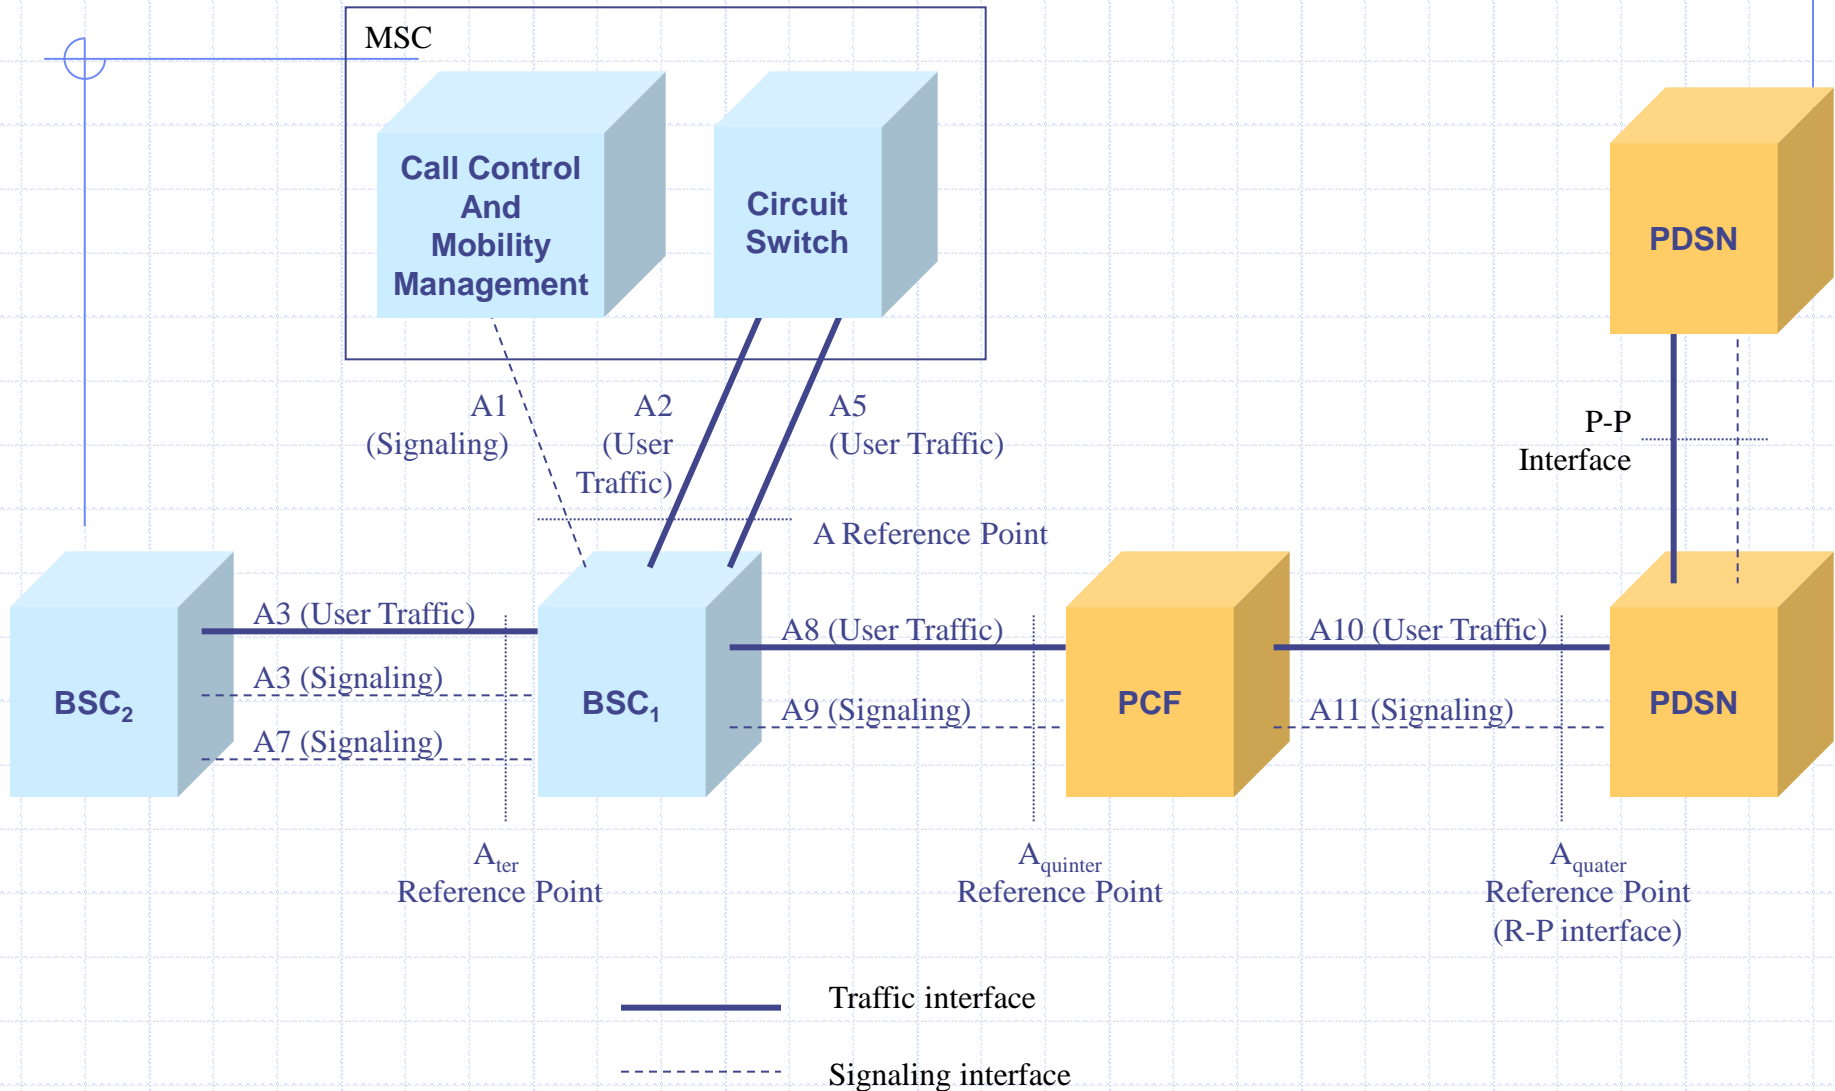 MSC
Call Control
And
Mobility
Management
Circuit
Switch
PDSN
A1
(Signaling)
A2
(User
Traffic)
A5
(User Traffic)
P-P
Interface
A Reference Point
A3 (User Traffic)
A3 (Signaling)
A7 (Signaling)
BSC2
BSC1
A8 (User Traffic)
A9 (Signaling)
PCF
A10 (User Traffic)
A11 (Signaling)
PDSN
Ater
Reference Point
Aquinter
Reference Point
Aquater
Reference Point
(R-P interface)
Traffic interface
Signaling interface